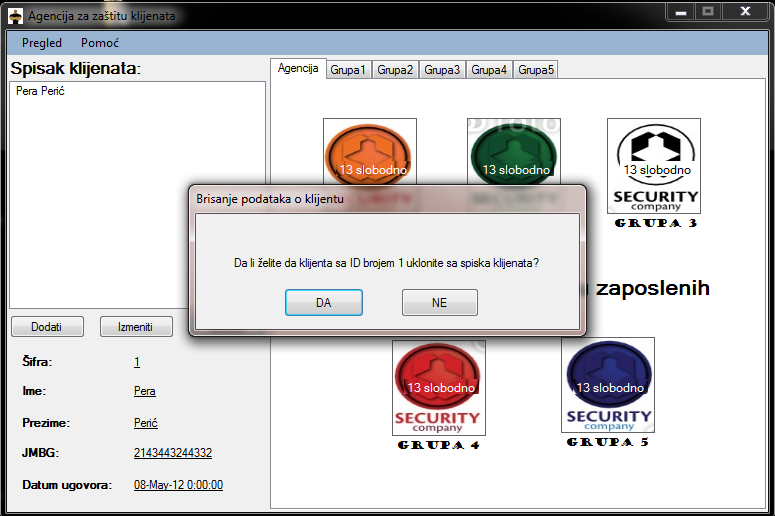 Agencija za zaštitu klijenata
Pregled Pomoć
Spisak klijenata:
Pera Perić
Agencija Grupa1 Grupa2 Grupa3 Grupa4 Grupa5
13 slobodno
13 slobodno
13 slobodno
SECURITY
company
GRUPA 3
Brisanje podataka o klijentu
Da li želite da klijenta sa ID brojem 1 uklonite sa spiska klijenata?
DA NE
zaposlenih
Dodati Izmeniti
Šifra: 1
Ime: Pera
Prezime: Perić
JMBG: 2143443244332
Datum ugovora: 08-May-12 0:00:00
13 slobodno
SECURITY
company
GRUPA 4
13 slobodno
SECURITY
company
GRUPA 5